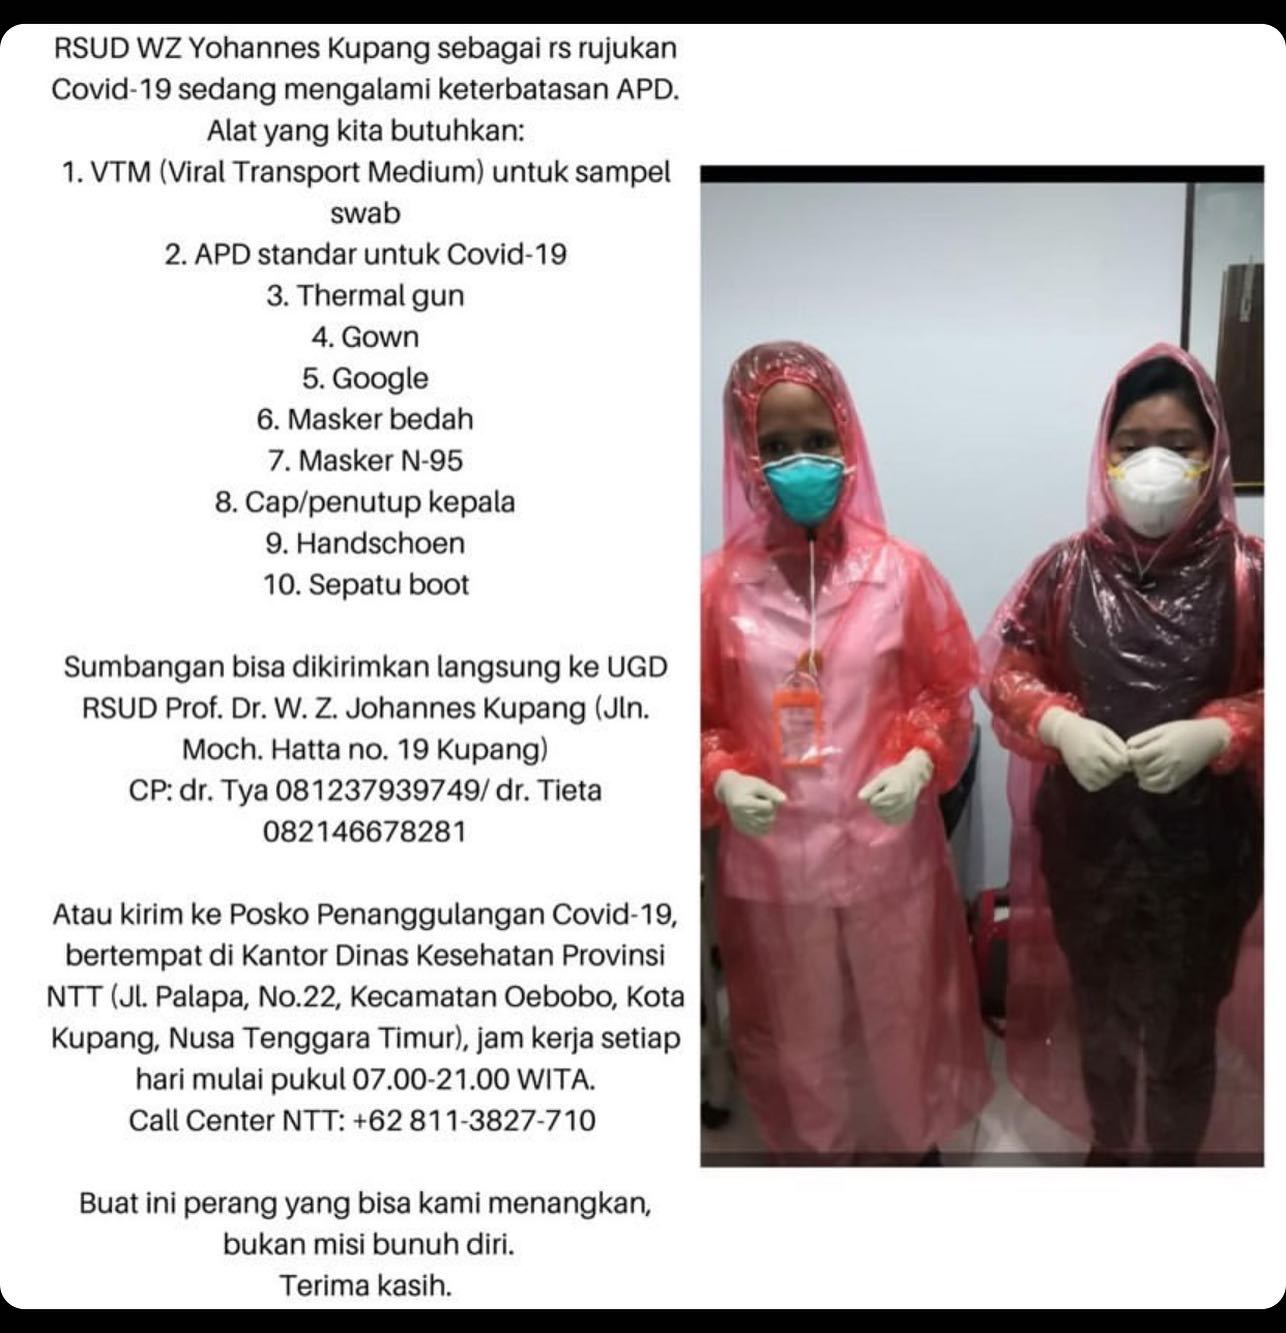 RSUD WZ Yohannes Kupang sebagai rs rujukan
Covid-19 sedang mengalami keterbatasan APD.
Alat yang kita butuhkan:
1. VTM (Viral Transport Medium) untuk sampel
swab
2. APD standar untuk Covid-19
3. Thermal gun
4. Gown
5. Google
6. Masker bedah
7. Masker N-95
8. Cap/penutup kepala
9. Handschoen
10. Sepatu boot
Sumbangan bisa dikirimkan langsung ke UGD
RSUD Prof. Dr. W. Z. Johannes Kupang (Jln.
Moch. Hatta no. 19 Kupang)
CP: dr. Tya 081237939749/ dr. Tieta
082146678281
Atau kirim ke Posko Penanggulangan Covid-19,
bertempat di Kantor Dinas Kesehatan Provinsi
NTT (Jl. Palapa, No.22, Kecamatan Oebobo, Kota
Kupang, Nusa Tenggara Timur), jam kerja setiap
hari mulai pukul 07.00-21.00 WITA.
Call Center NTT: +62 811-3827-710
Buat ini perang yang bisa kami menangkan,
bukan misi bunuh diri.
Terima kasih.